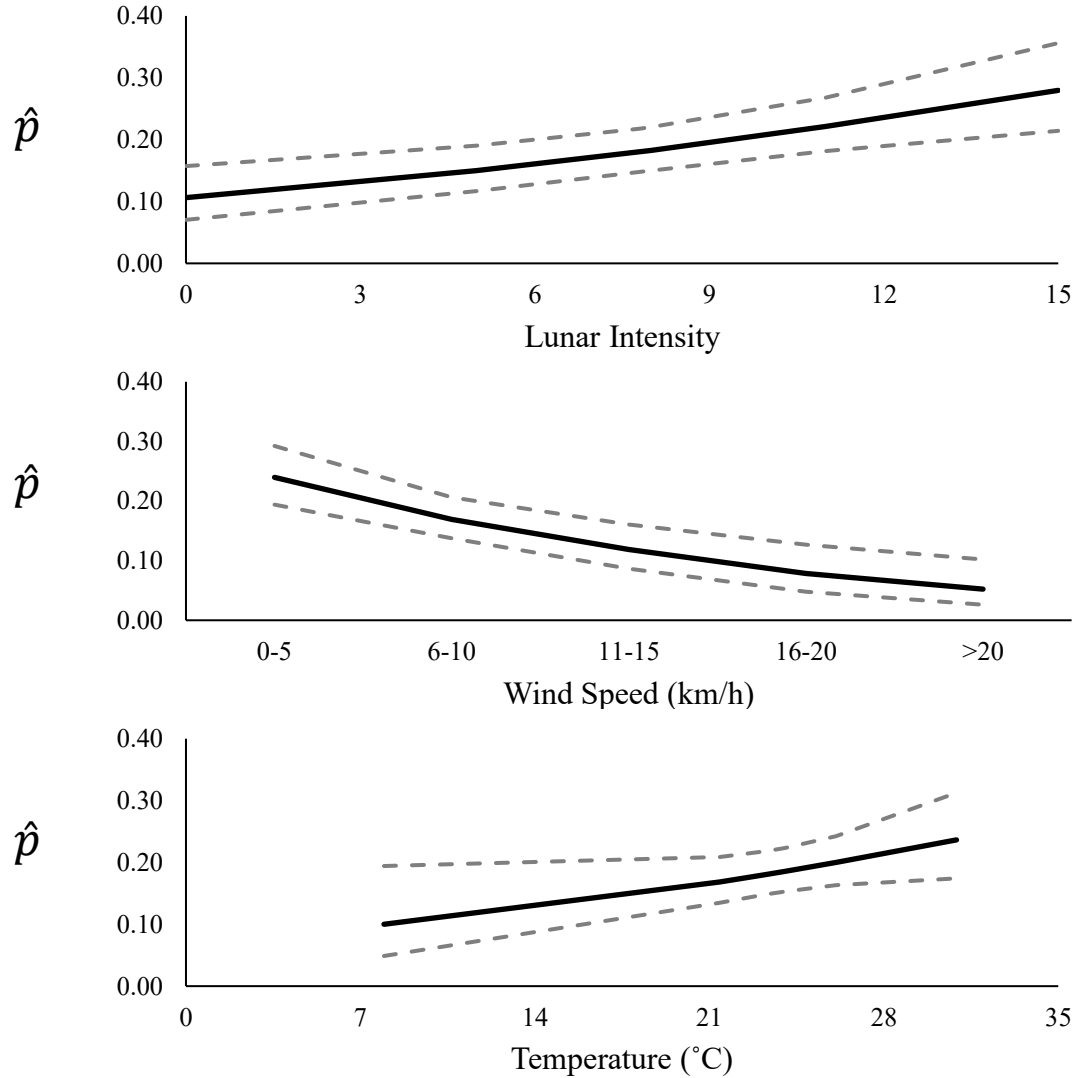 0.40
0.30
p̂
0.20
0.10
0.00
0 3 6 9 12 15
Lunar Intensity
0.40
0.30
p̂
0.20
0.10
0.00
0-5 6-10 11-15 16-20 >20
Wind Speed (km/h)
0.40
0.30
p̂
0.20
0.10
0.00
0 7 14 21 28 35
Temperature (˚C)